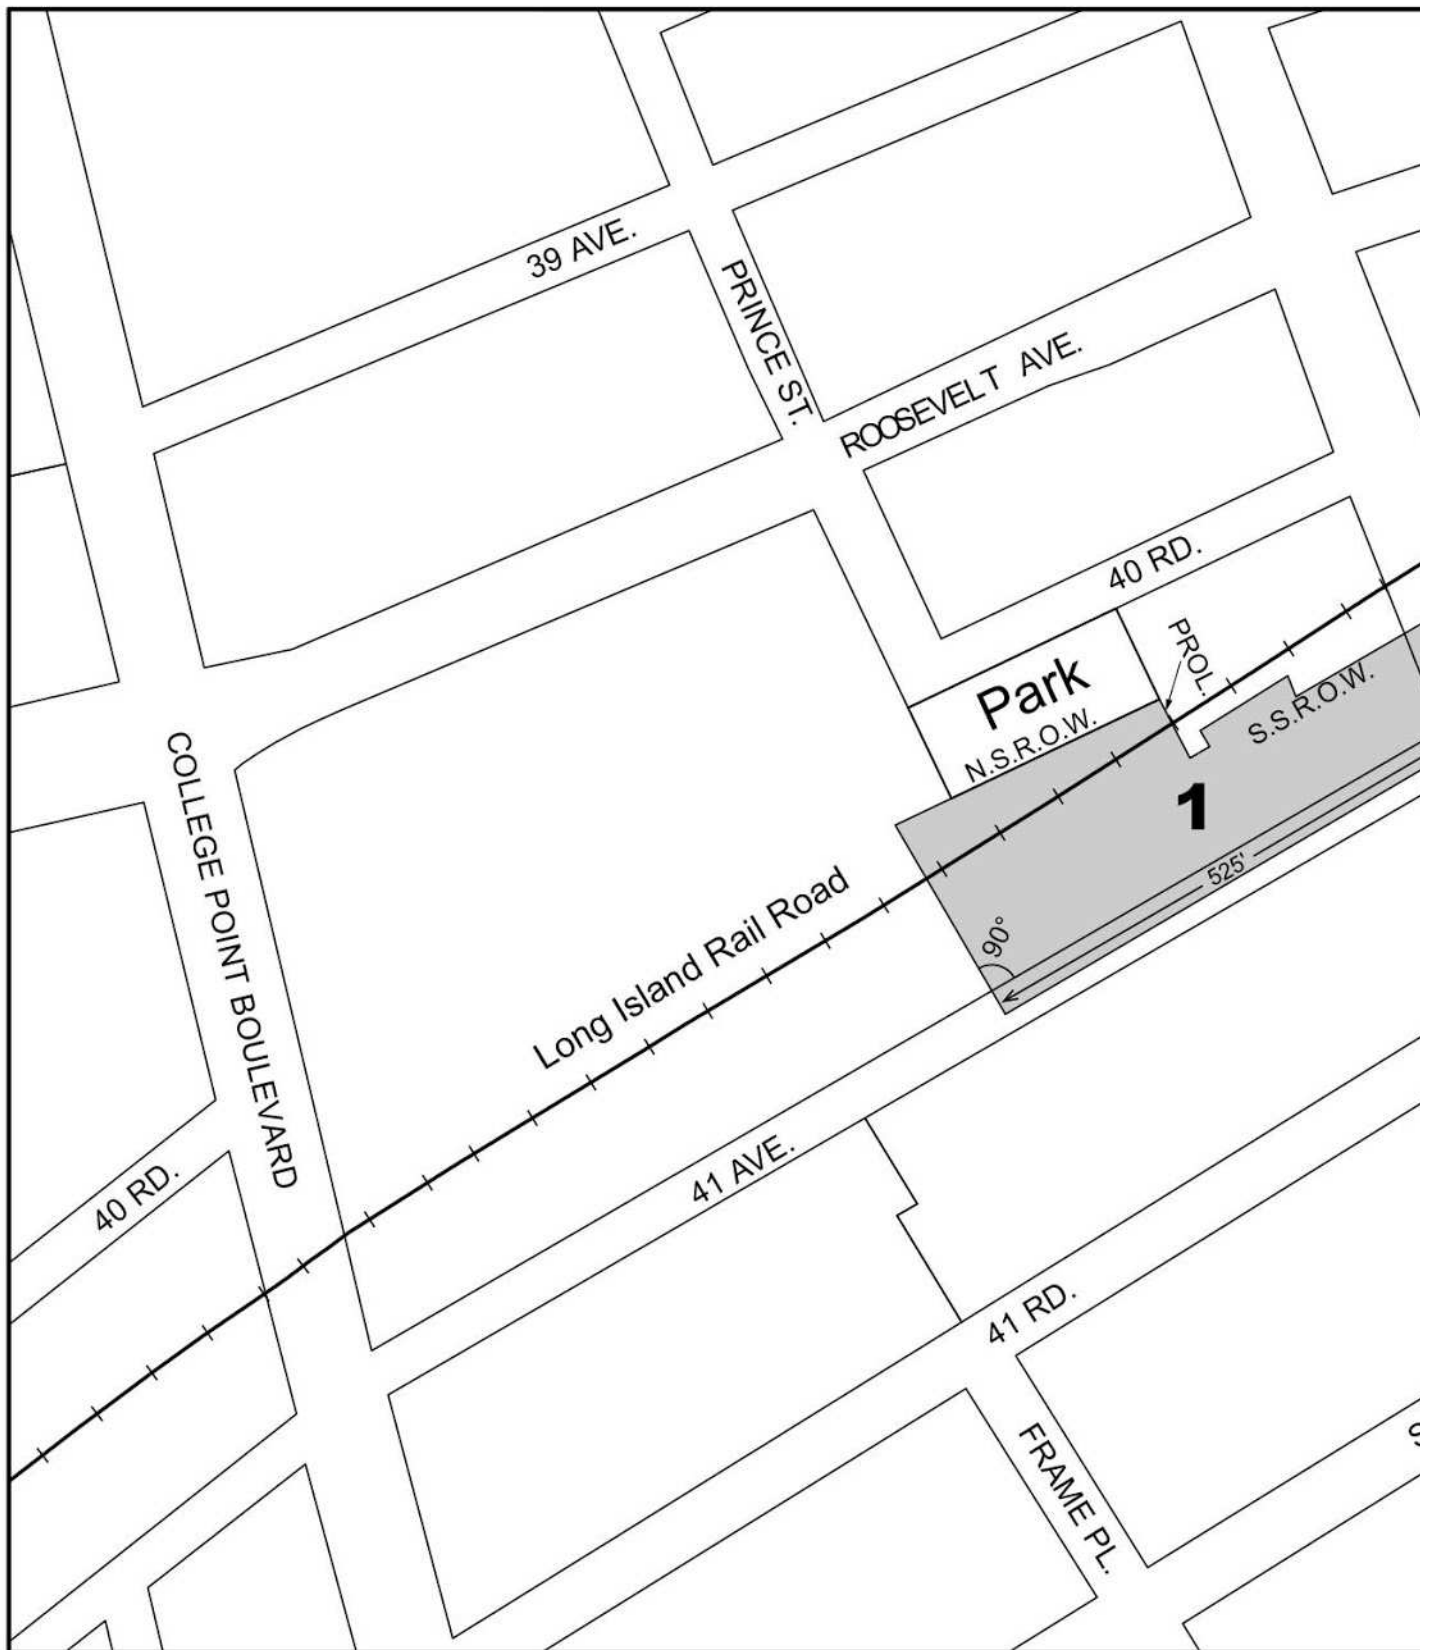 39 AVE.
PRINCE ST.
ROOSEVELT AVE.
40 RD.
PROL.
Park
N.S.R.O.W.
S.S.R.O.W.
COLLEGE POINT BOULEVARD
1
525'
Long Island Rail Road
90°
41 AVE.
40 RD.
41 RD.
FRAME PL.